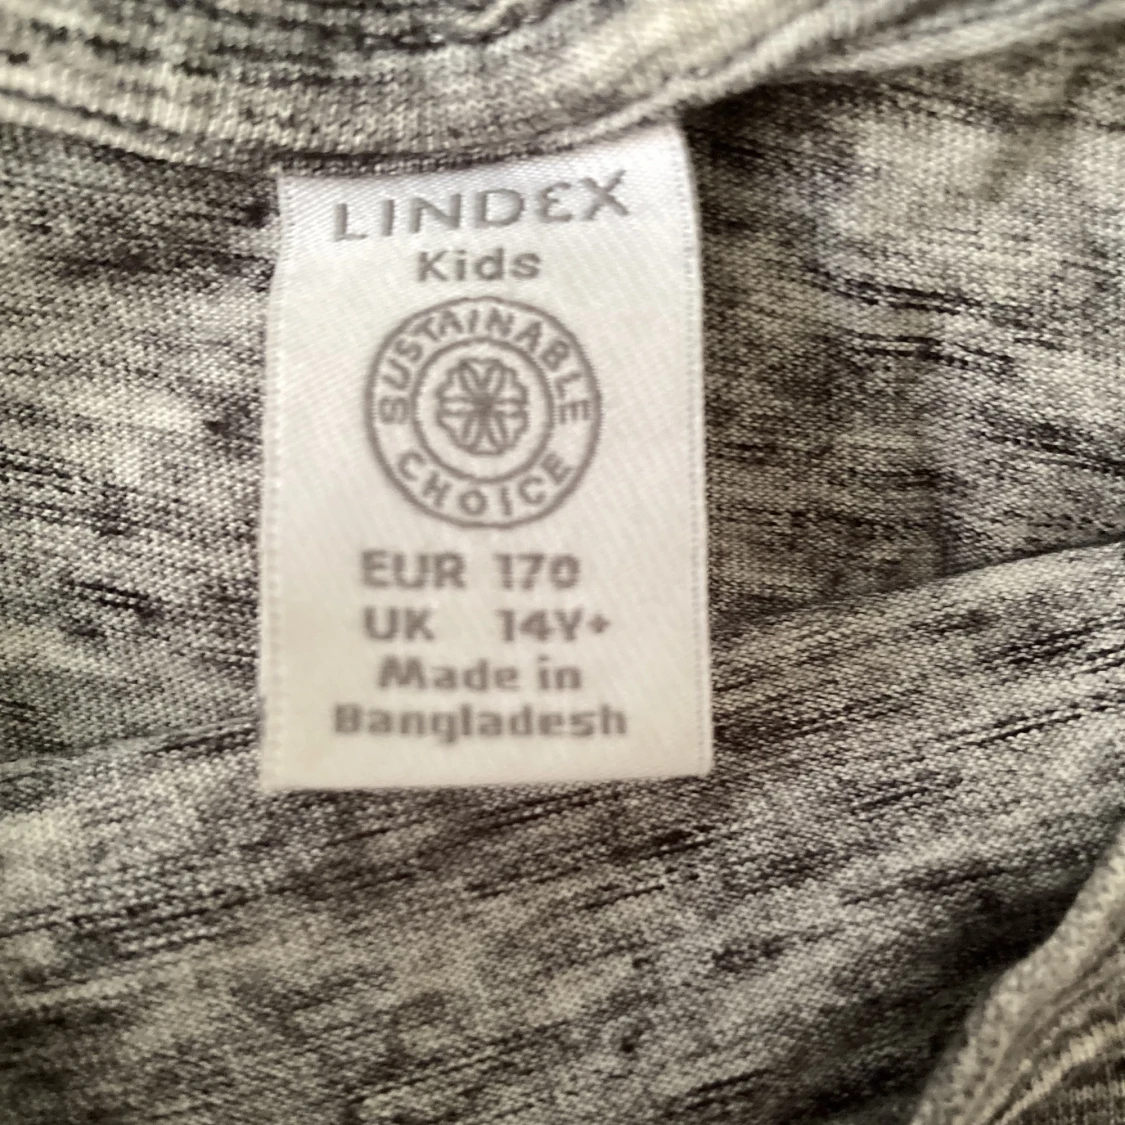 LINDEX
Kids
SUSTAINABLE
CHOICE
EUR 170
UK 14Y+
Made in
Bangladesh